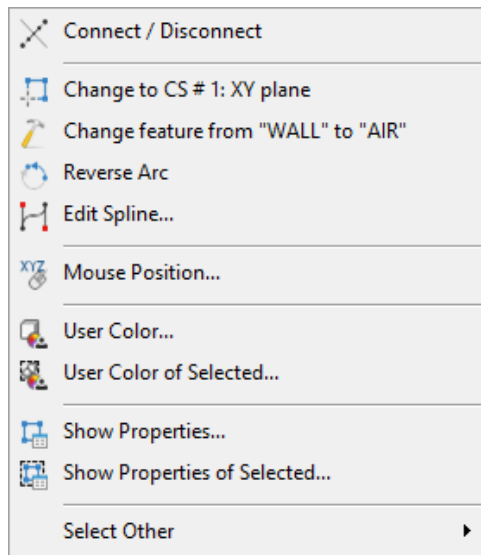 Connect / Disconnect
Change to CS # 1: XY plane
Change feature from "WALL" to "AIR"
Reverse Arc
Edit Spline...
XYZ
Mouse Position...
User Color...
User Color of Selected...
Show Properties...
Show Properties of Selected...
Select Other